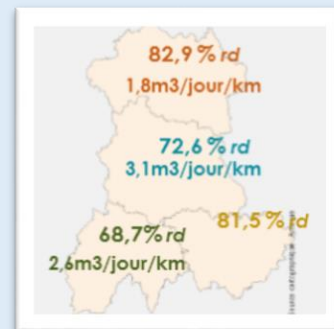 82,9 % rd
1,8m3/jour/km
72,6 % rd
3,1m3/jour/km
81,5 % rd
68,7% rd
2,6m3/jour/km